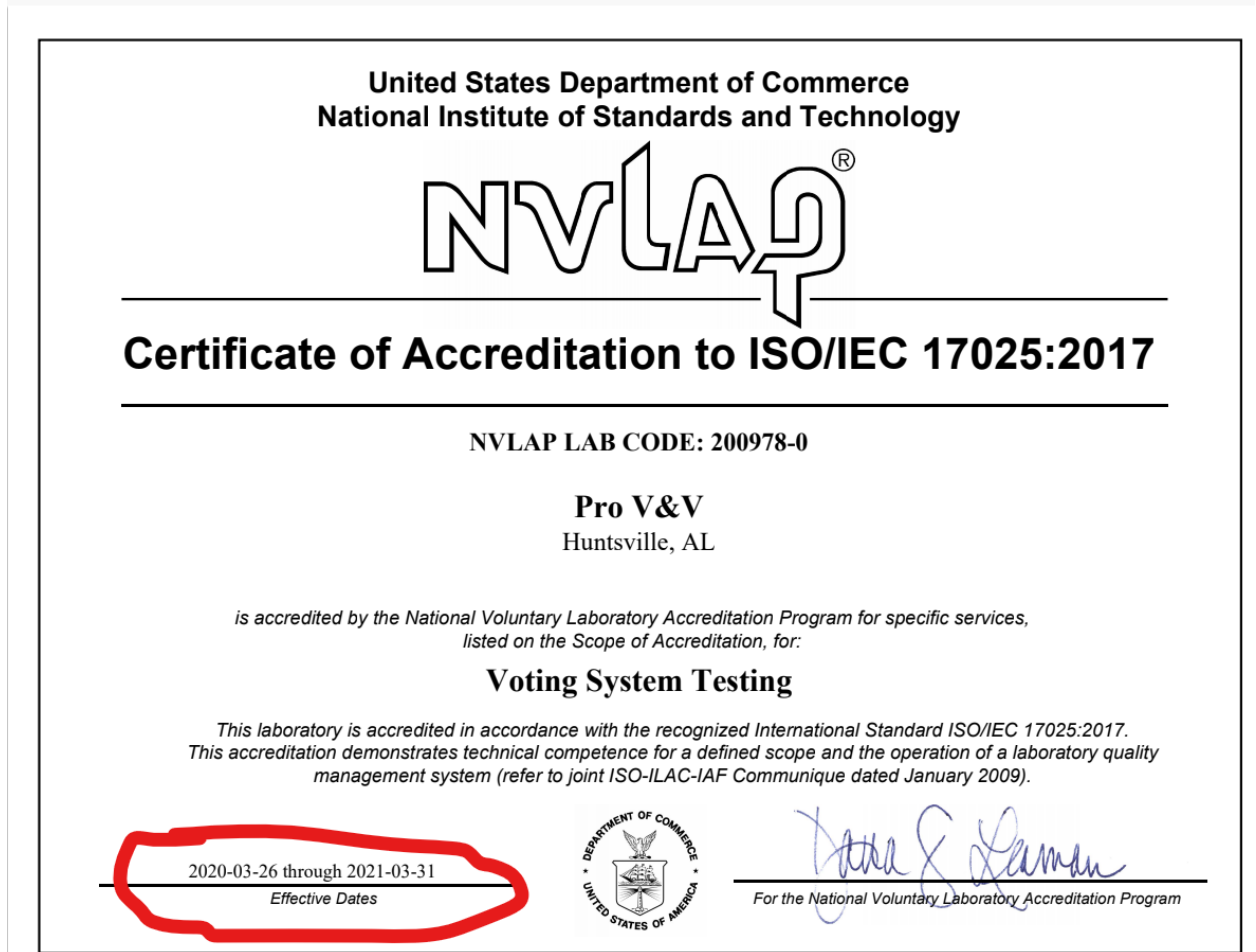 United States Department of Commerce
National Institute of Standards and Technology
NVLAP®
Certificate of Accreditation to ISO/IEC 17025:2017
NVLAP LAB CODE: 200978-0
Pro V&V
Huntsville, AL
is accredited by the National Voluntary Laboratory Accreditation Program for specific services,
listed on the Scope of Accreditation, for:
Voting System Testing
This laboratory is accredited in accordance with the recognized International Standard ISO/IEC 17025:2017.
This accreditation demonstrates technical competence for a defined scope and the operation of a laboratory quality
management system (refer to joint ISO-ILAC-IAF Communique dated January 2009).
2020-03-26 through 2021-03-31
Effective Dates
DEPARTMENT OF COMMERCE
UNITED STATES OF AMERICA
For the National Voluntary Laboratory Accreditation Program